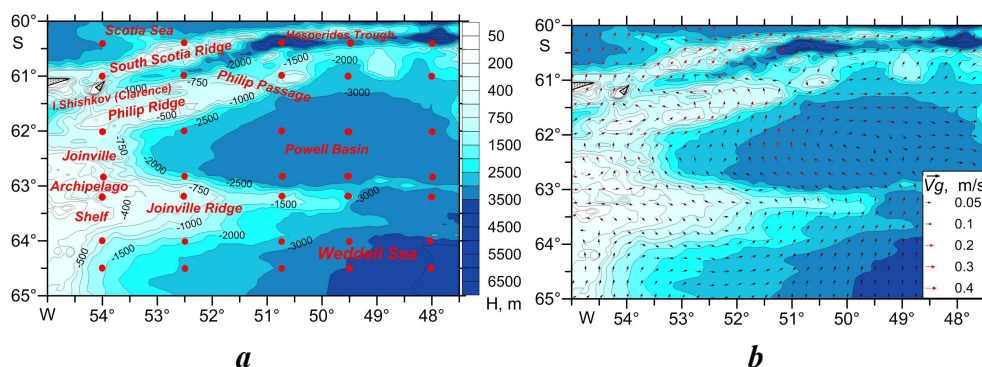 60°
S
61°
62°
63°
64°
65°
W 54° 53° 52° 51° 50° 49° 48°
Scotia Sea
Hesperides Trough
South Scotia Ridge
-2000
-1500
-2000
-750
Philip Passage
-1000
I.Shishkov (Clarence)
-3000
Philip Ridge
-1000
-500
-2500
-750
Joinville
Powell Basin
-2000
-2500
Archipelago
-750
-3000
-400
Joinville Ridge
-1500
Shelf
-1000
-2000
-3000
-500
-1500
Weddell Sea
50
200
400
750
1500
2500
3500
4500
5500
6500
H, m
a
60°
S
61°
62°
63°
64°
65°
W 54° 53° 52° 51° 50° 49° 48°
Vg, m/s
0.05
0.1
0.2
0.3
0.4
b